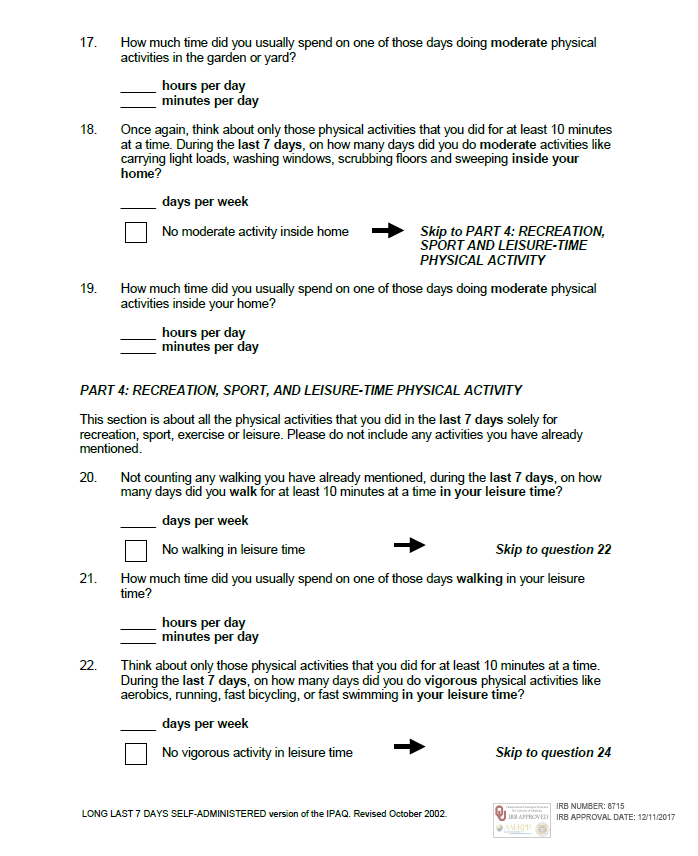 17. How much time did you usually spend on one of those days doing moderate physical
activities in the garden or yard?
_____ hours per day
_____ minutes per day
18. Once again, think about only those physical activities that you did for at least 10 minutes
at a time. During the last 7 days, on how many days did you do moderate activities like
carrying light loads, washing windows, scrubbing floors and sweeping inside your
home?
_____ days per week
No moderate activity inside home Skip to PART 4: RECREATION,
SPORT AND LEISURE-TIME
PHYSICAL ACTIVITY
19. How much time did you usually spend on one of those days doing moderate physical
activities inside your home?
_____ hours per day
_____ minutes per day
PART 4: RECREATION, SPORT, AND LEISURE-TIME PHYSICAL ACTIVITY
This section is about all the physical activities that you did in the last 7 days solely for
recreation, sport, exercise or leisure. Please do not include any activities you have already
mentioned.
20. Not counting any walking you have already mentioned, during the last 7 days, on how
many days did you walk for at least 10 minutes at a time in your leisure time?
_____ days per week
No walking in leisure time Skip to question 22
21. How much time did you usually spend on one of those days walking in your leisure
time?
_____ hours per day
_____ minutes per day
22. Think about only those physical activities that you did for at least 10 minutes at a time.
During the last 7 days, on how many days did you do vigorous physical activities like
aerobics, running, fast bicycling, or fast swimming in your leisure time?
_____ days per week
No vigorous activity in leisure time Skip to question 24
LONG LAST 7 DAYS SELF-ADMINISTERED version of the IPAQ. Revised October 2002.
IRB APPROVED
AAHRPP
IRB NUMBER: 8715
IRB APPROVAL DATE: 12/11/2017